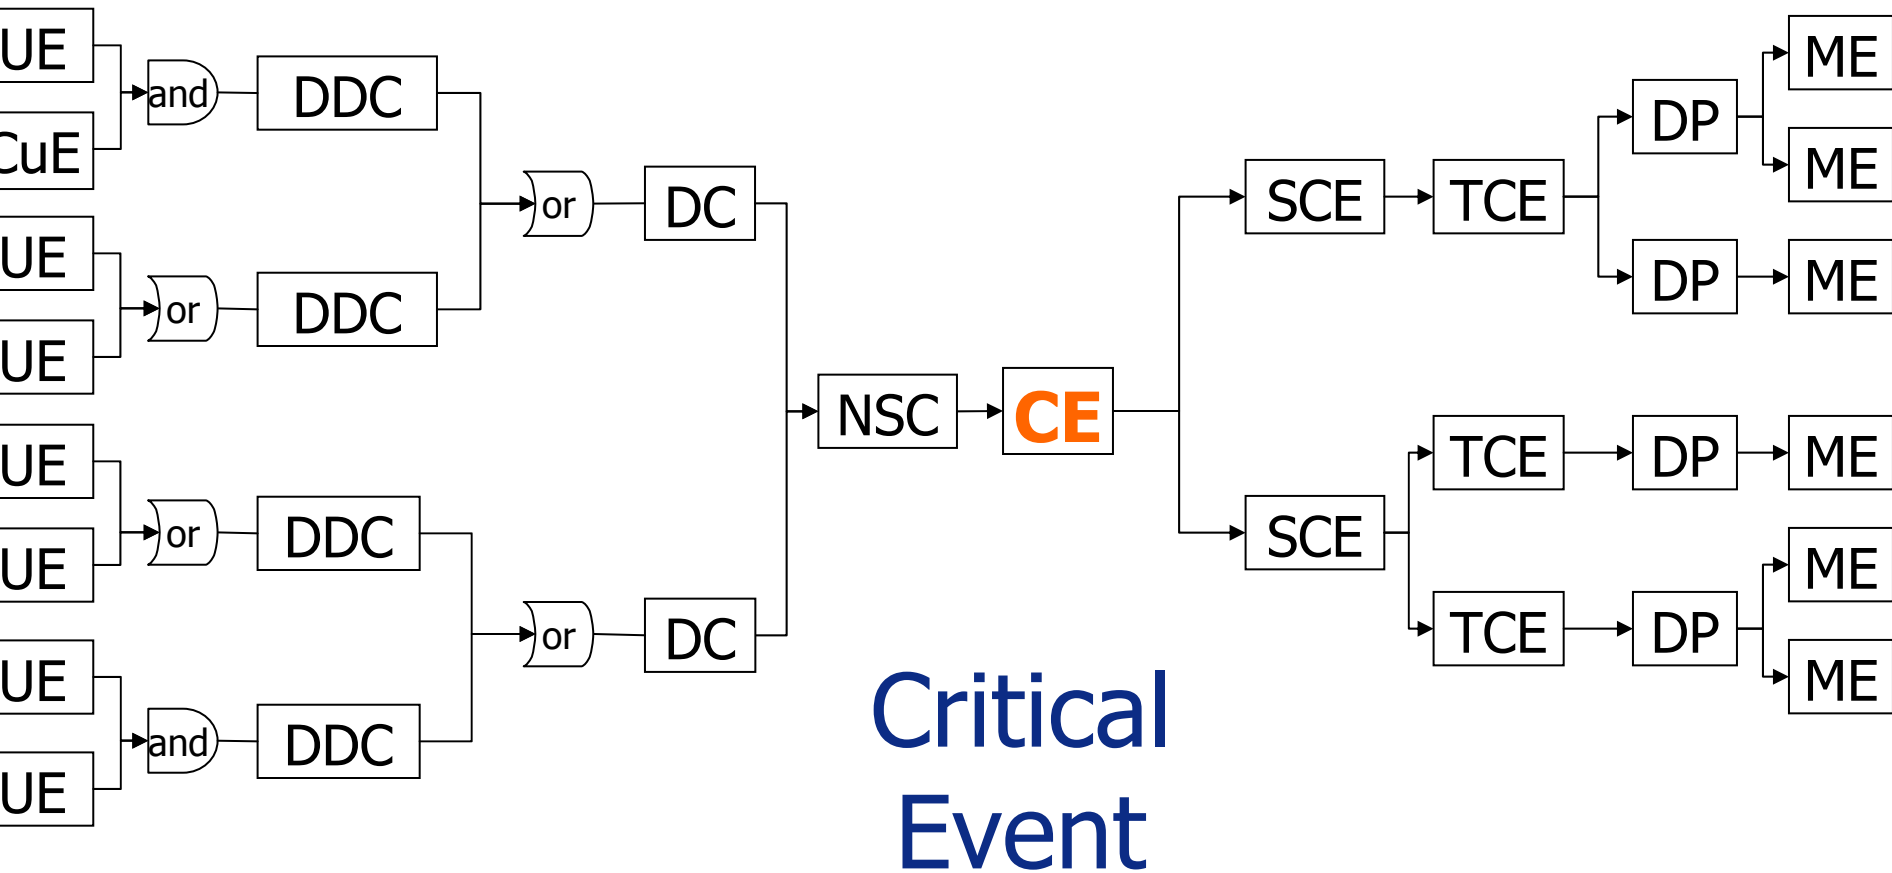 UE
CuE
UE
UE
UE
UE
UE
UE
and
or
or
and
DDC
DDC
DDC
DDC
or
or
DC
DC
NSC
CE
SCE
SCE
TCE
TCE
TCE
DP
DP
DP
DP
ME
ME
ME
ME
ME
ME
Critical
Event